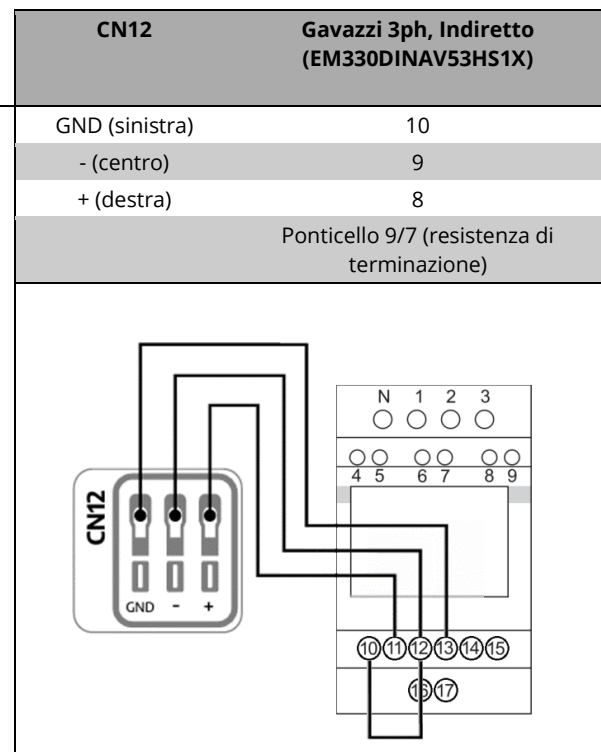 CN12 Gavazzi 3ph, Indiretto
(EM330DINAV53HS1X)
GND (sinistra) 10
- (centro) 9
+ (destra) 8
Ponticello 9/7 (resistenza di
terminazione)
N 1 2 3
4 5 6 7 8 9
CN12
GND - +
10 11 12 13 14 15
16 17